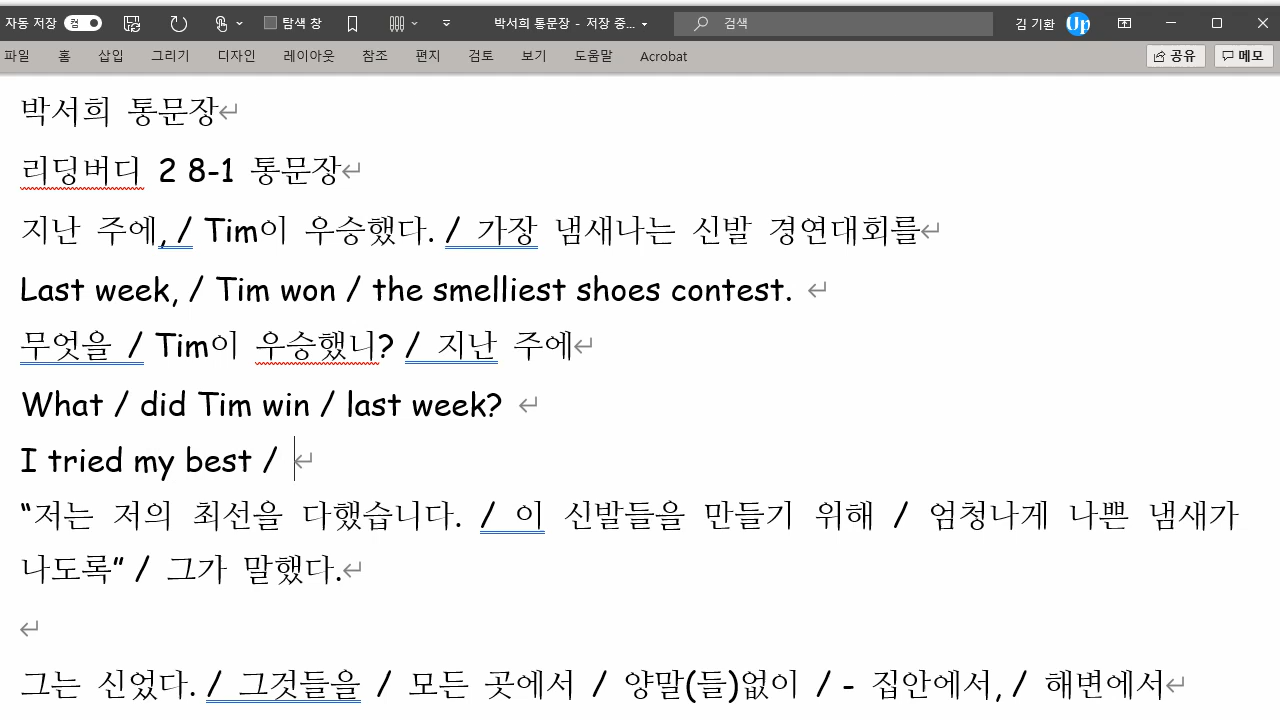 자동 저장 컴 탐색 창 박서희 통문장 - 저장 중... 검색 김 기환 Up
파일 홈 삽입 그리기 디자인 레이아웃 참조 편지 검토 보기 도움말 Acrobat 공유 메모
박서희 통문장
리딩버디 2 8-1 통문장
지난 주에, / Tim이 우승했다. / 가장 냄새나는 신발 경연대회를
Last week, / Tim won / the smelliest shoes contest.
무엇을 / Tim이 우승했니? / 지난 주에
What / did Tim win / last week?
I tried my best /
“저는 저의 최선을 다했습니다. / 이 신발들을 만들기 위해 / 엄청나게 나쁜 냄새가
나도록” / 그가 말했다.
그는 신었다. / 그것들을 / 모든 곳에서 / 양말(들)없이 / - 집안에서, / 해변에서